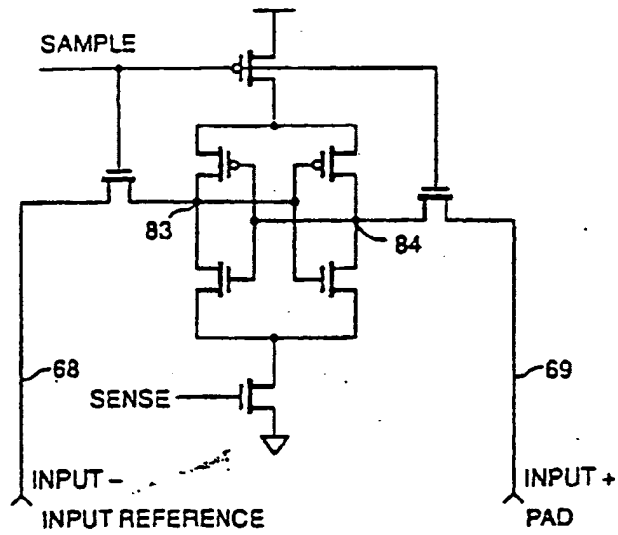 SAMPLE
83
84
68
69
SENSE
INPUT –
INPUT REFERENCE
INPUT +
PAD